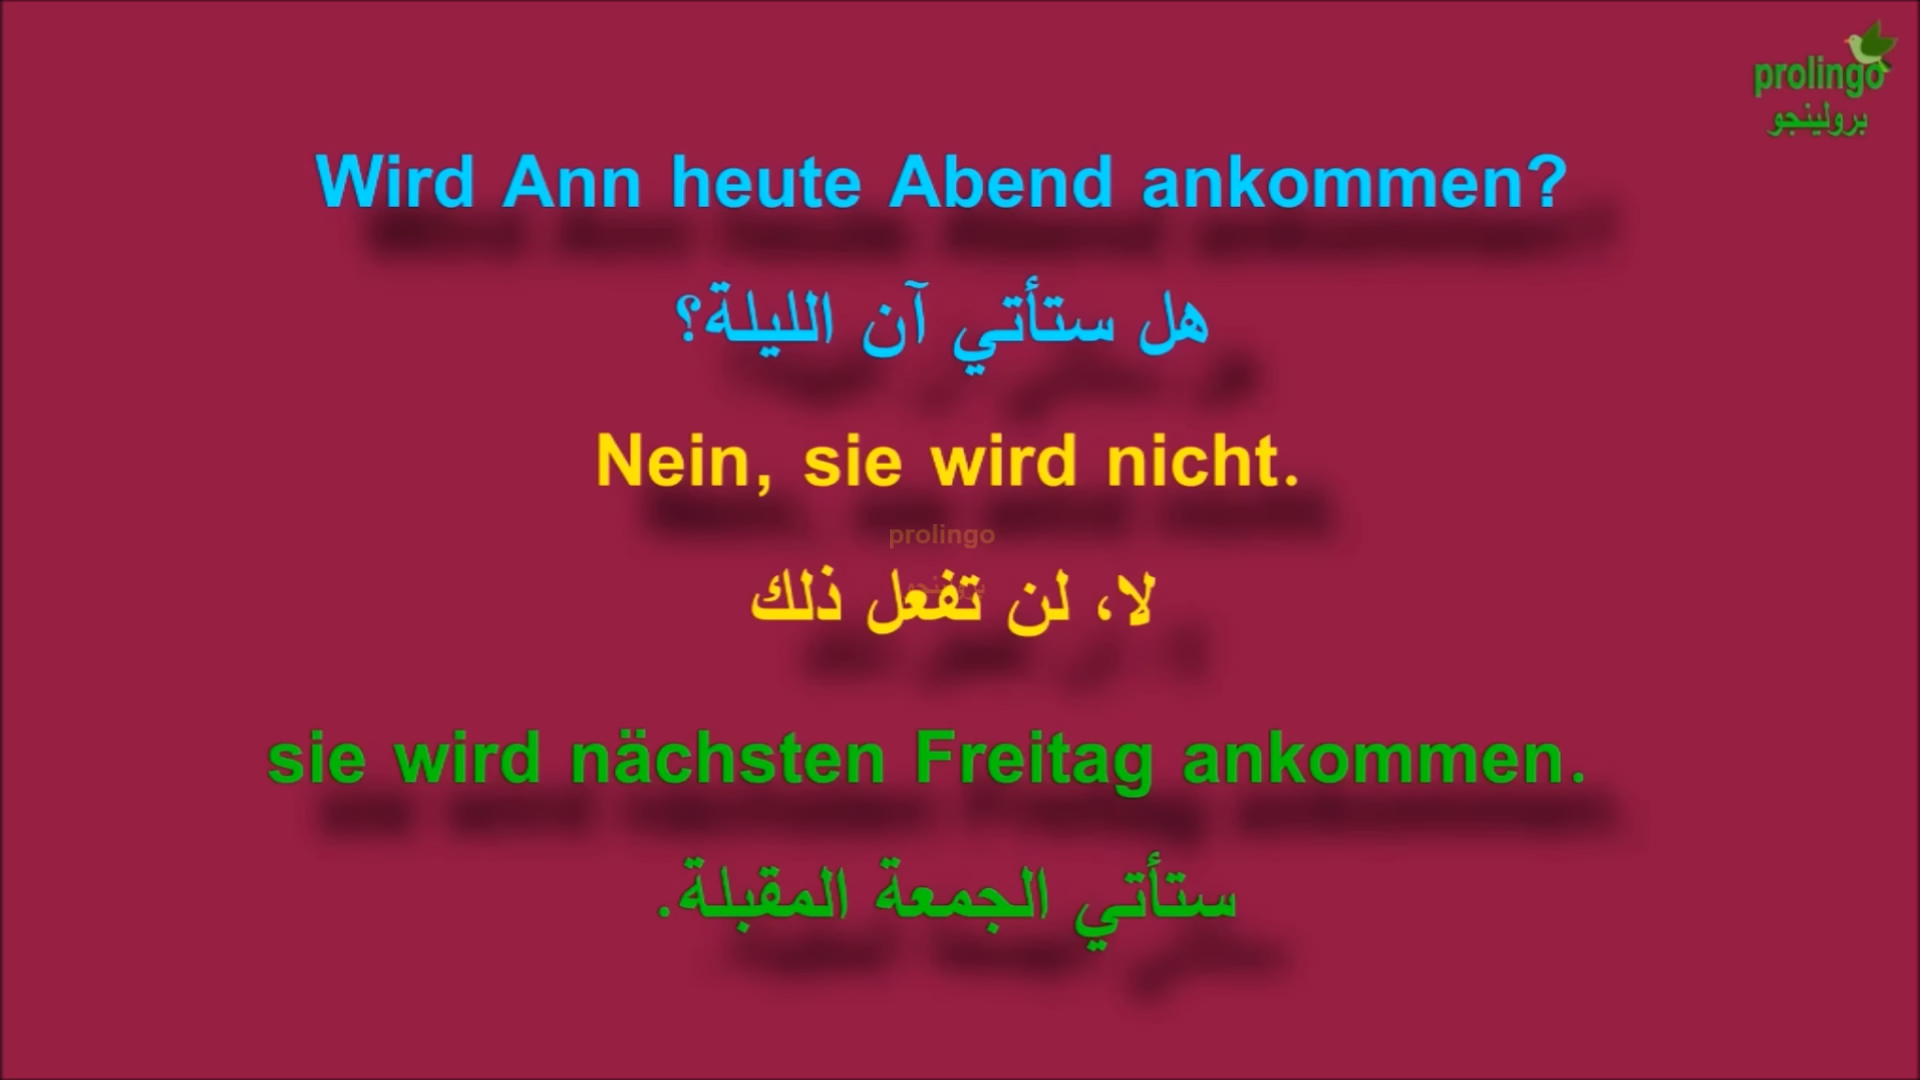 prolingo
برولينجو
Wird Ann heute Abend ankommen?
هل ستأتي آن الليلة؟
Nein, sie wird nicht.
prolingo
برولينجو
لا، لن تفعل ذلك
sie wird nächsten Freitag ankommen.
ستأتي الجمعة المقبلة.